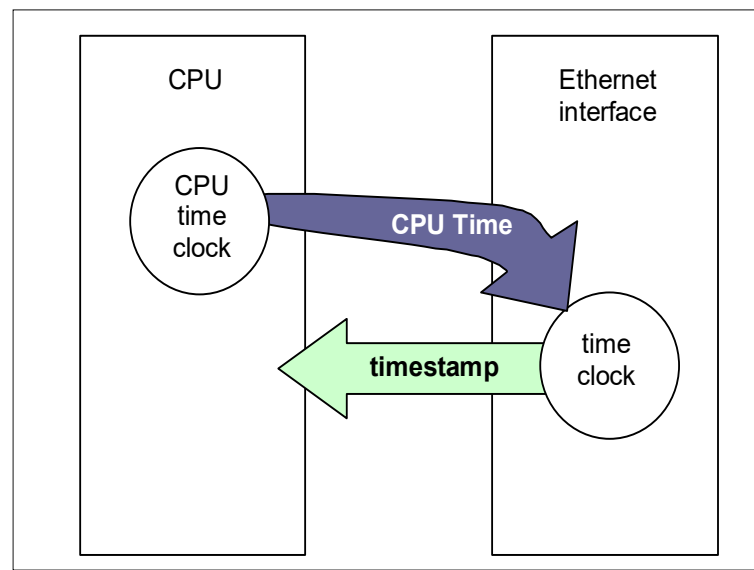 CPU
Ethernet
interface
CPU
time
clock
CPU Time
timestamp
time
clock